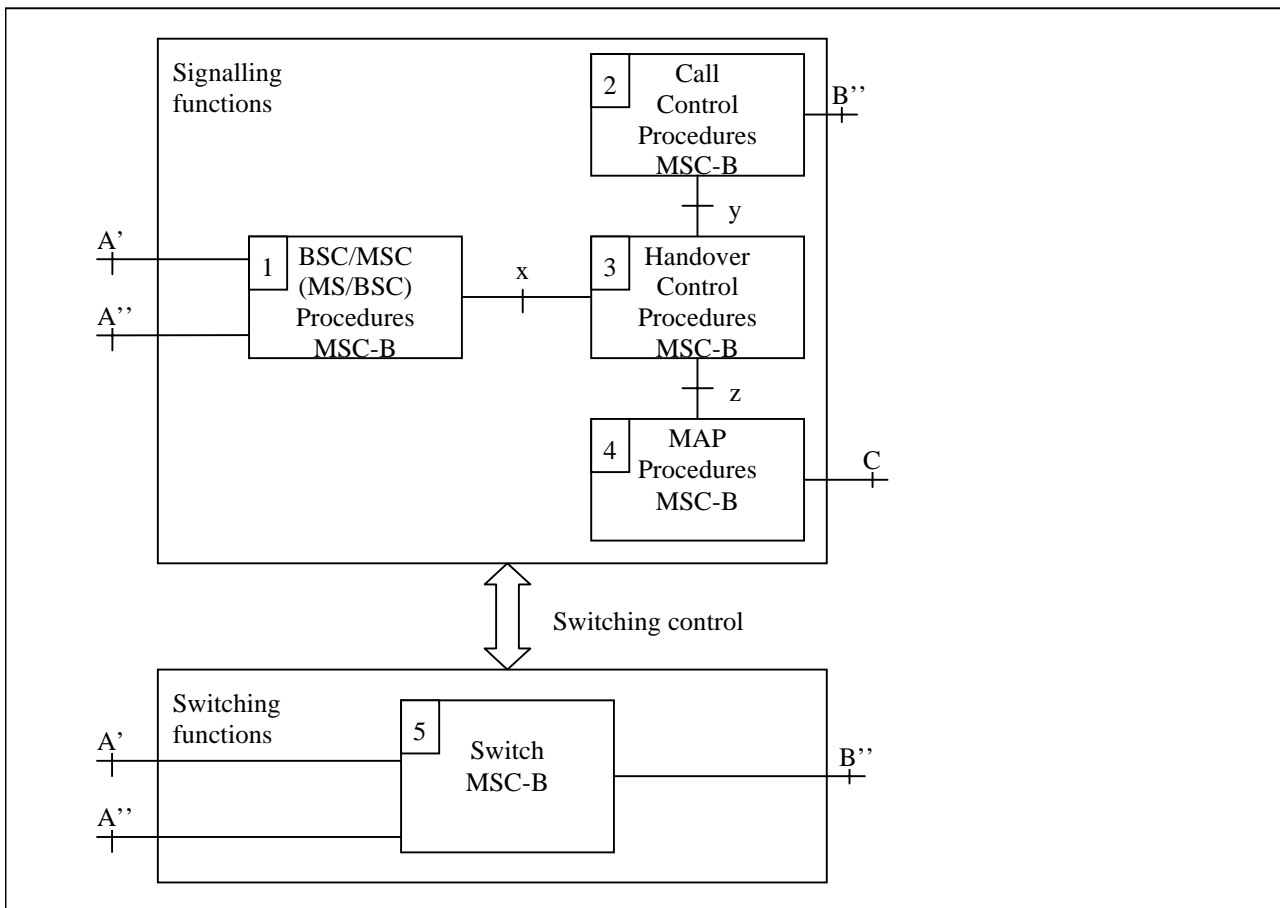 Signalling
functions
2
Call
Control
Procedures
MSC-B
B’’
y
A’
A’’
1
BSC/MSC
(MS/BSC)
Procedures
MSC-B
x
3
Handover
Control
Procedures
MSC-B
z
4
MAP
Procedures
MSC-B
C
Switching control
Switching
functions
A’
A’’
5
Switch
MSC-B
B’’